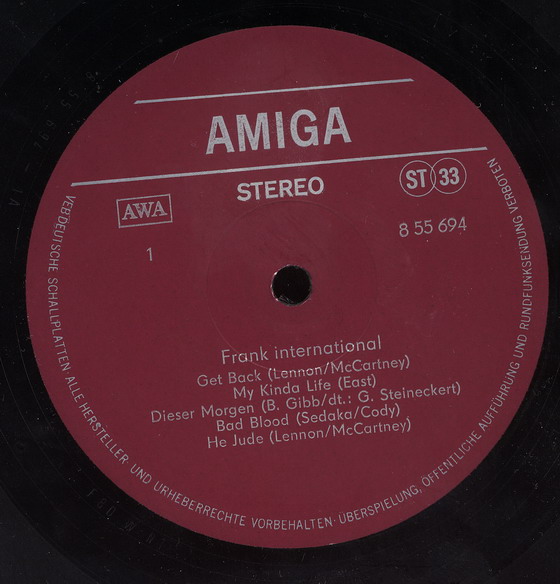 AMIGA
STEREO
AWA
ST 33
8 55 694
1
Frank international
Get Back (Lennon/McCartney)
My Kinda Life (East)
Dieser Morgen (B. Gibb/dt.: G. Steineckert)
Bad Blood (Sedaka/Cody)
He Jude (Lennon/McCartney)
VEB DEUTSCHE SCHALLPLATTEN ALLE HERSTELLER UND URHEBERRECHTE VORBEHALTEN · ÜBERSPIELUNG, ÖFFENTLICHE AUFFÜHRUNG UND RUNDFUNKSENDUNG VERBOTEN